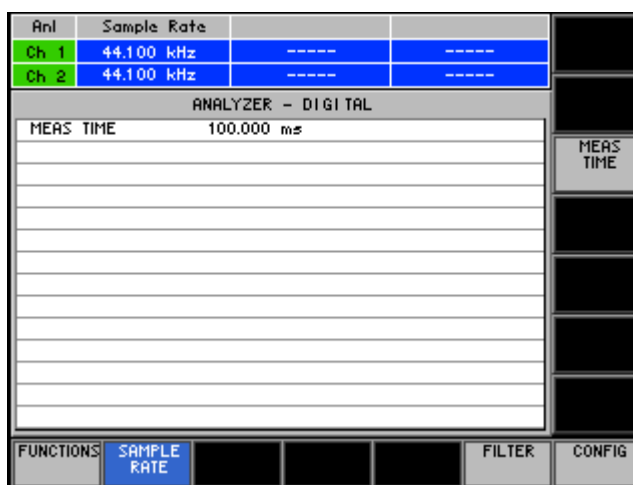 Anl Sample Rate
Ch 1 44.100 kHz ----- -----
Ch 2 44.100 kHz ----- -----
ANALYZER - DIGITAL
MEAS TIME 100.000 ms
MEAS
TIME
FUNCTIONS SAMPLE RATE FILTER CONFIG